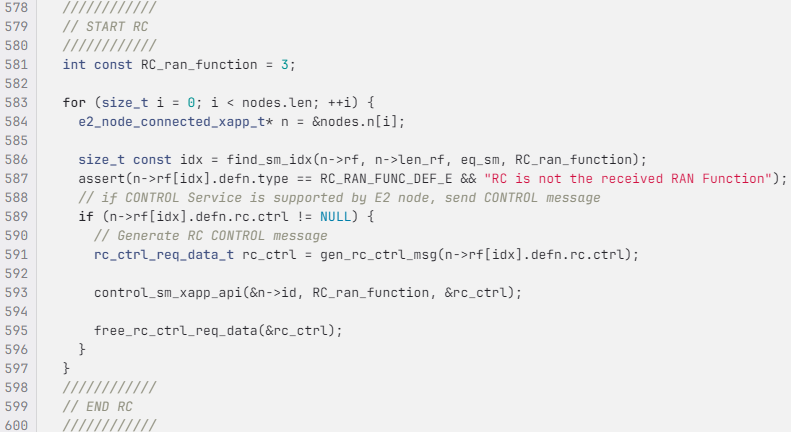 578 ////////////
579 // START RC
580 ////////////
581 int const RC_ran_function = 3;
582
583 for (size_t i = 0; i < nodes.len; ++i) {
584 e2_node_connected_xapp_t* n = &nodes.n[i];
585
586 size_t const idx = find_sm_idx(n->rf, n->len_rf, eq_sm, RC_ran_function);
587 assert(n->rf[idx].defn.type == RC_RAN_FUNC_DEF_E && "RC is not the received RAN Function");
588 // if CONTROL Service is supported by E2 node, send CONTROL message
589 if (n->rf[idx].defn.rc.ctrl != NULL) {
590 // Generate RC CONTROL message
591 rc_ctrl_req_data_t rc_ctrl = gen_rc_ctrl_msg(n->rf[idx].defn.rc.ctrl);
592
593 control_sm_xapp_api(&n->id, RC_ran_function, &rc_ctrl);
594
595 free_rc_ctrl_req_data(&rc_ctrl);
596 }
597 }
598 ////////////
599 // END RC
600 ////////////